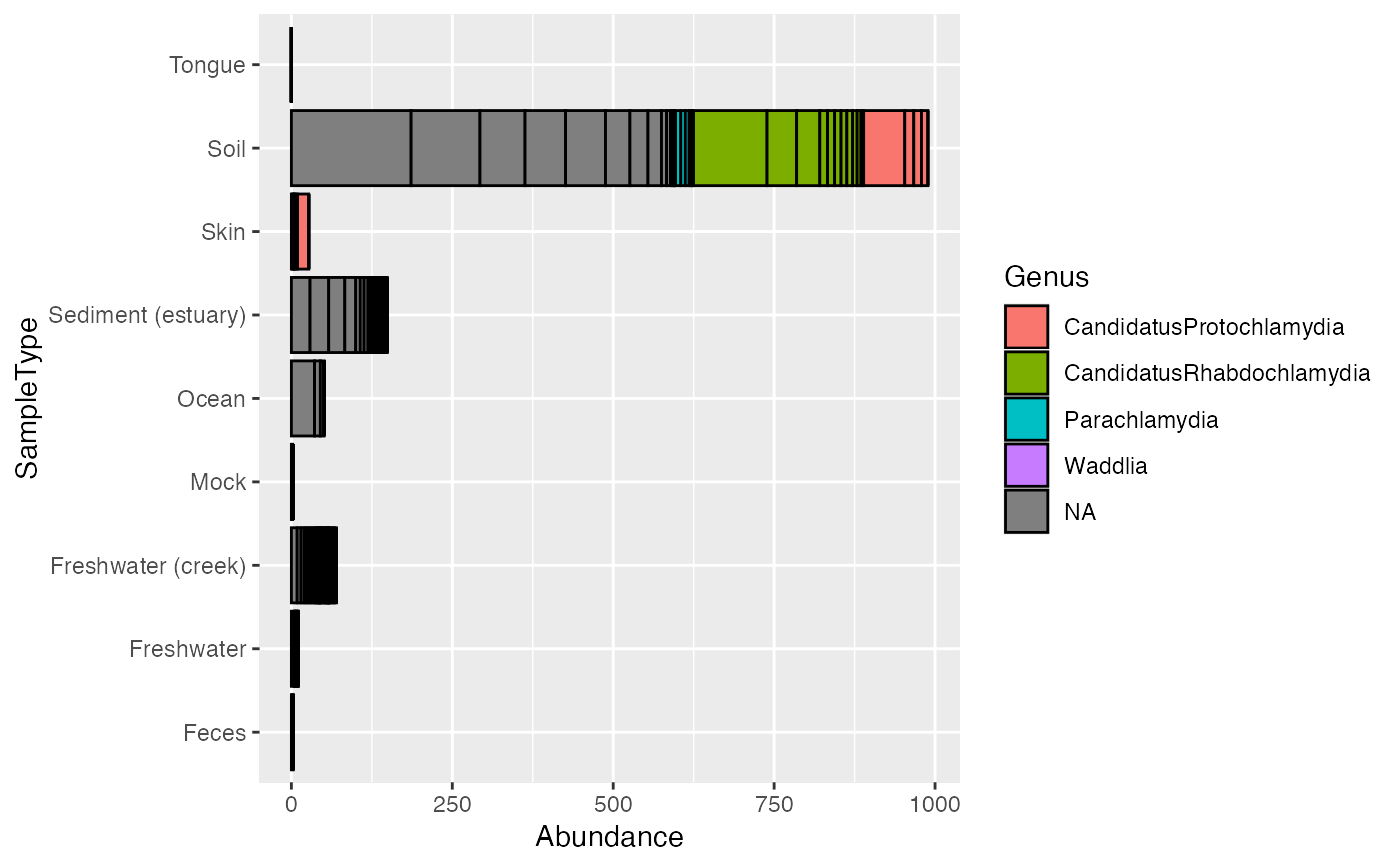 SampleType
Tongue
Soil
Skin
Sediment (estuary)
Ocean
Mock
Freshwater (creek)
Freshwater
Feces
0 250 500 750 1000
Abundance
Genus
CandidatusProtochlamydia
CandidatusRhabdochlamydia
Parachlamydia
Waddlia
NA